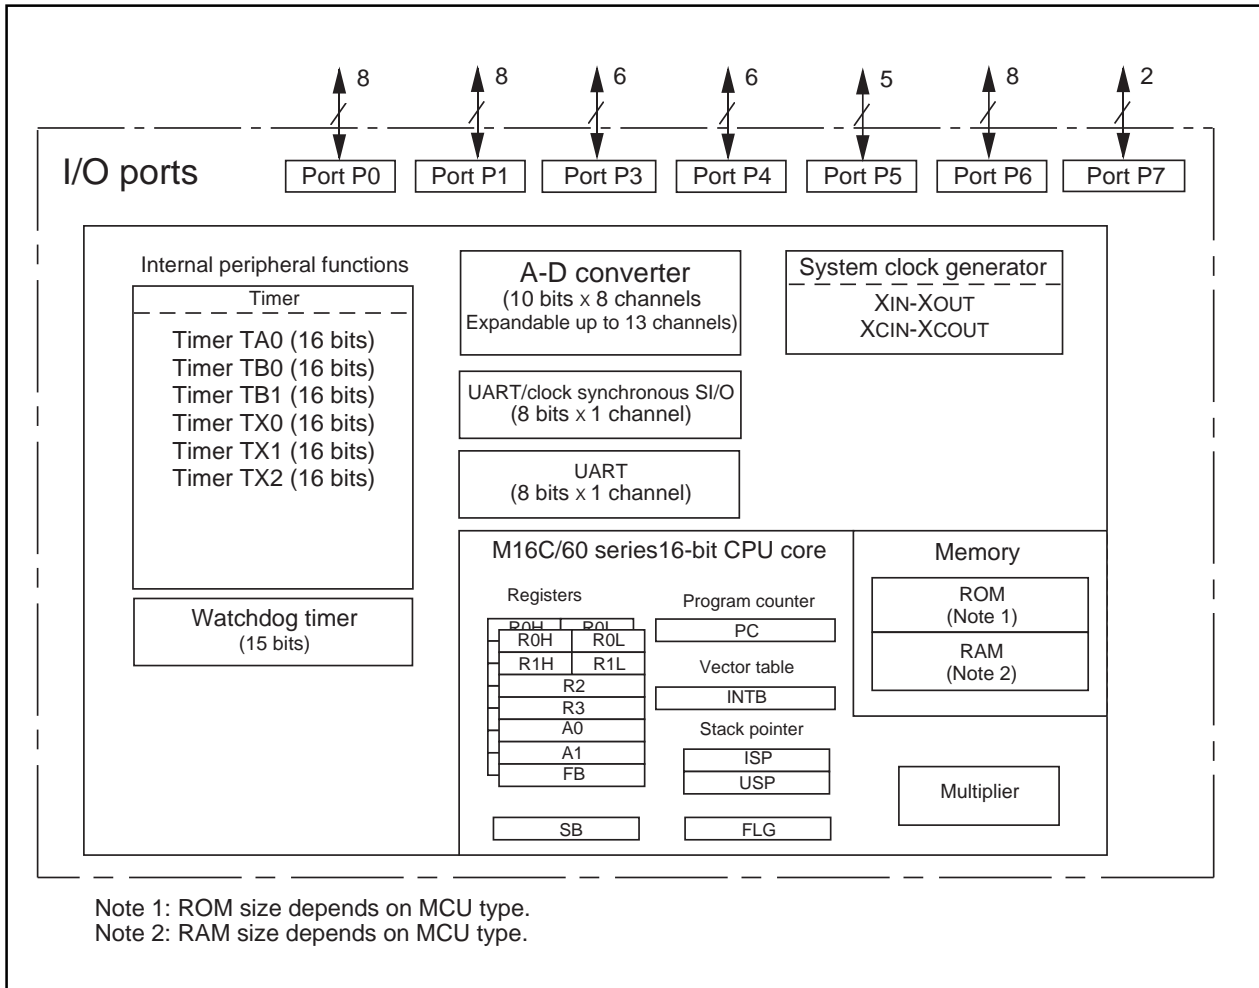 8 8 6 6 5 8 2
I/O ports
Port P0 Port P1 Port P3 Port P4 Port P5 Port P6 Port P7
Internal peripheral functions
Timer
Timer TA0 (16 bits)
Timer TB0 (16 bits)
Timer TB1 (16 bits)
Timer TX0 (16 bits)
Timer TX1 (16 bits)
Timer TX2 (16 bits)
Watchdog timer
(15 bits)
A-D converter
(10 bits x 8 channels
Expandable up to 13 channels)
UART/clock synchronous SI/O
(8 bits x 1 channel)
UART
(8 bits x 1 channel)
System clock generator
XIN-XOUT
XCIN-XCOUT
M16C/60 series16-bit CPU core
Registers
R0H R0L
R0H R0L
R1H R1L
R2
R3
A0
A1
FB
SB
Program counter
PC
Vector table
INTB
Stack pointer
ISP
USP
FLG
Memory
ROM
(Note 1)
RAM
(Note 2)
Multiplier
Note 1: ROM size depends on MCU type.
Note 2: RAM size depends on MCU type.